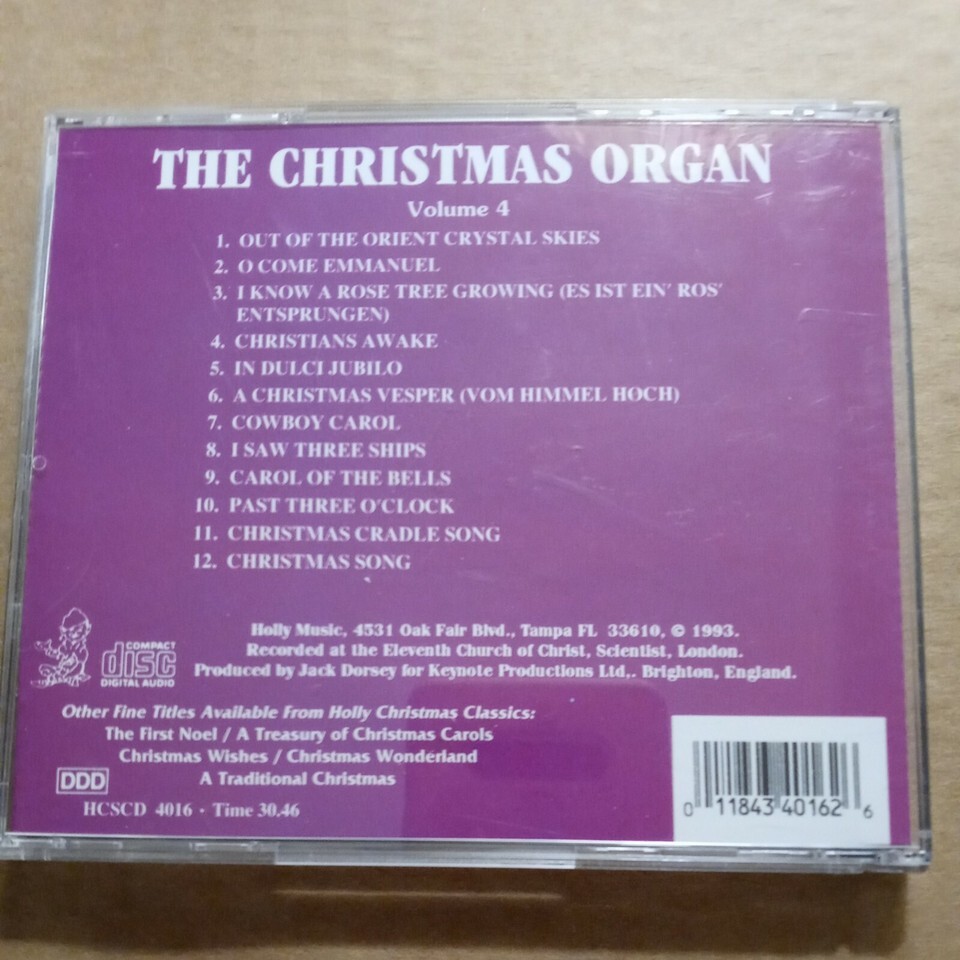 THE CHRISTMAS ORGAN
Volume 4
1. OUT OF THE ORIENT CRYSTAL SKIES
2. O COME EMMANUEL
3. I KNOW A ROSE TREE GROWING (ES IST EIN' ROS'
ENTSPRUNGEN)
4. CHRISTIANS AWAKE
5. IN DULCI JUBILO
6. A CHRISTMAS VESPER (VOM HIMMEL HOCH)
7. COWBOY CAROL
8. I SAW THREE SHIPS
9. CAROL OF THE BELLS
10. PAST THREE O'CLOCK
11. CHRISTMAS CRADLE SONG
12. CHRISTMAS SONG
COMPACT
disc
DIGITAL AUDIO
Holly Music, 4531 Oak Fair Blvd., Tampa FL 33610, © 1993.
Recorded at the Eleventh Church of Christ, Scientist, London.
Produced by Jack Dorsey for Keynote Productions Ltd,. Brighton, England.
Other Fine Titles Available From Holly Christmas Classics:
The First Noel / A Treasury of Christmas Carols
Christmas Wishes / Christmas Wonderland
A Traditional Christmas
DDD
HCSCD 4016 · Time 30.46
0 11843 40162 6